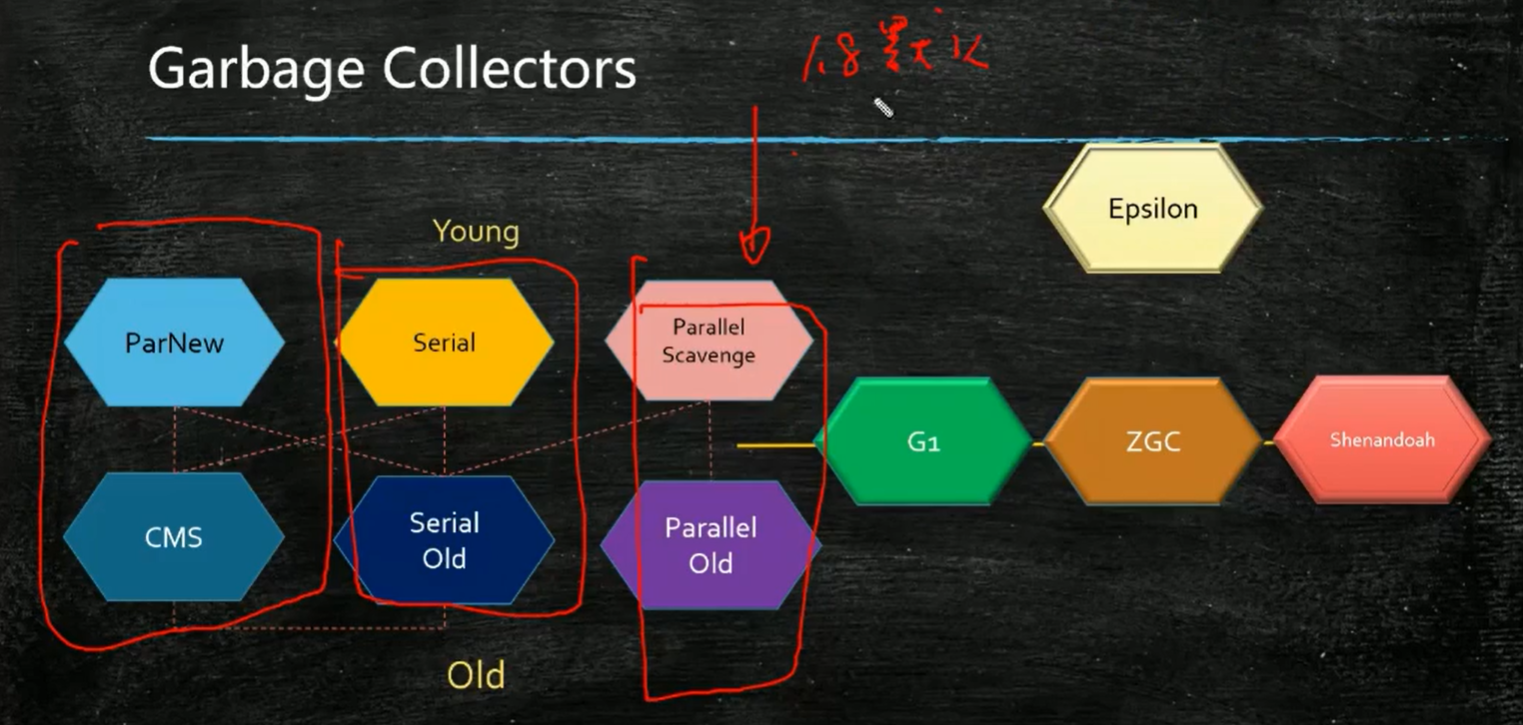 Garbage Collectors
1.8 默认
Epsilon
Young
ParNew
Serial
Parallel
Scavenge
G1
ZGC
Shenandoah
CMS
Serial
Old
Parallel
Old
Old